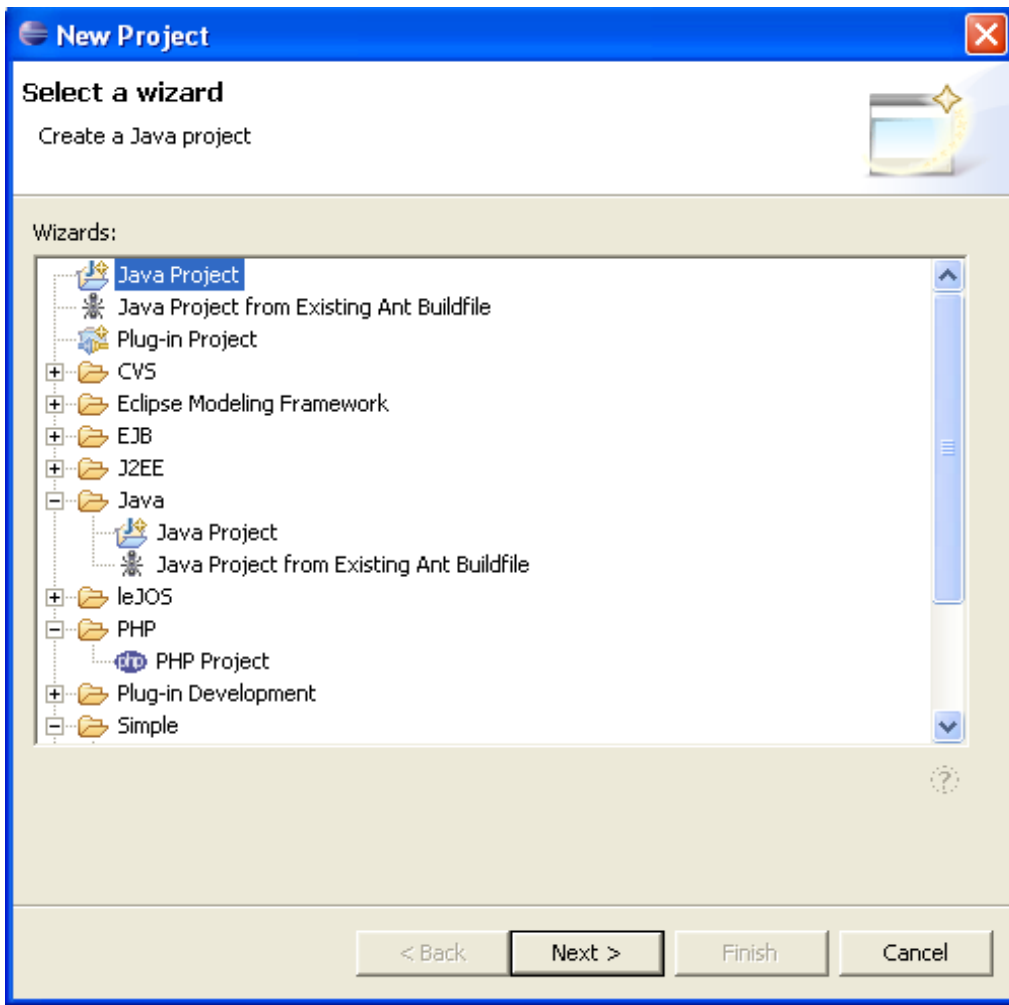 New Project
Select a wizard
Create a Java project
Wizards:
Java Project
Java Project from Existing Ant Buildfile
Plug-in Project
CVS
Eclipse Modeling Framework
EJB
J2EE
Java
Java Project
Java Project from Existing Ant Buildfile
leJOS
PHP
php PHP Project
Plug-in Development
Simple
?
< Back Next > Finish Cancel